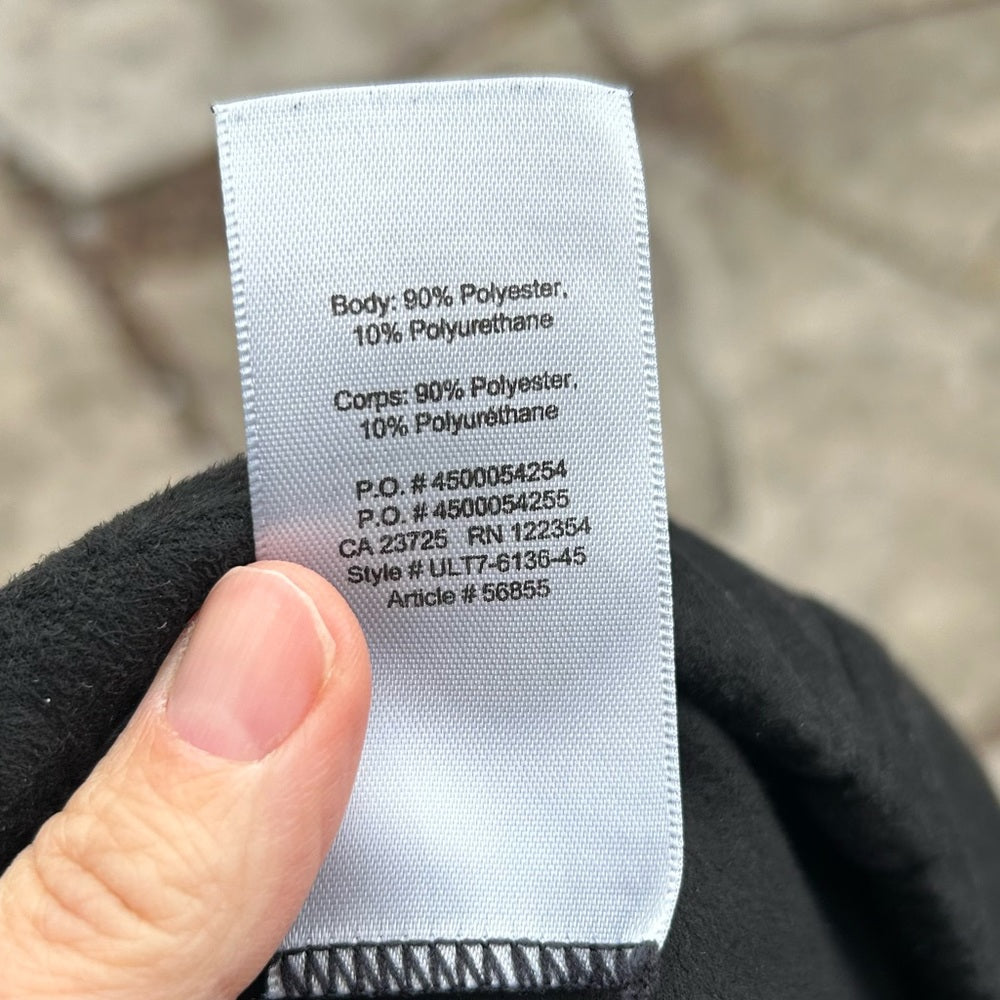 Body: 90% Polyester,
10% Polyurethane
Corps: 90% Polyester,
10% Polyuréthane
P.O. # 4500054254
P.O. # 4500054255
CA 23725 RN 122354
Style # ULT7-6136-45
Article # 56855